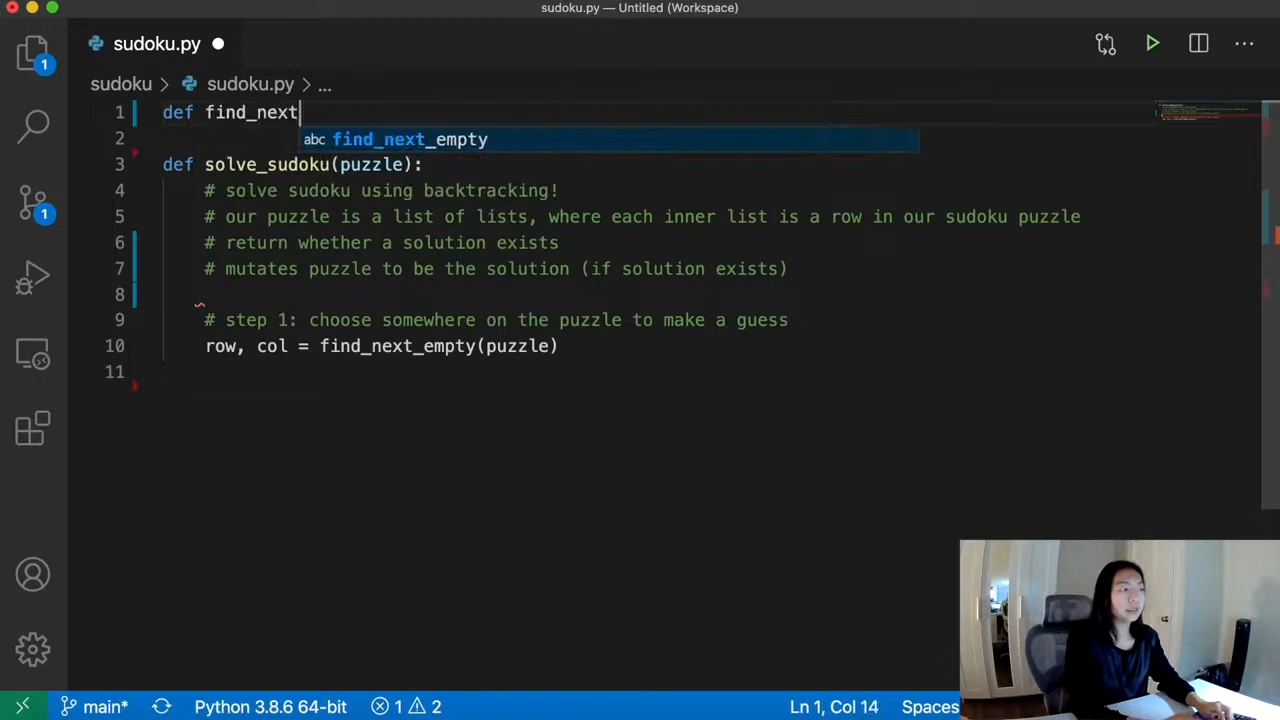 sudoku.py — Untitled (Workspace)
sudoku.py
sudoku > sudoku.py > ...
1 def find_next
abc find_next_empty
2
3 def solve_sudoku(puzzle):
4 # solve sudoku using backtracking!
5 # our puzzle is a list of lists, where each inner list is a row in our sudoku puzzle
6 # return whether a solution exists
7 # mutates puzzle to be the solution (if solution exists)
8
9 # step 1: choose somewhere on the puzzle to make a guess
10 row, col = find_next_empty(puzzle)
11
1
1
main* Python 3.8.6 64-bit 1 2 Ln 1, Col 14 Spaces